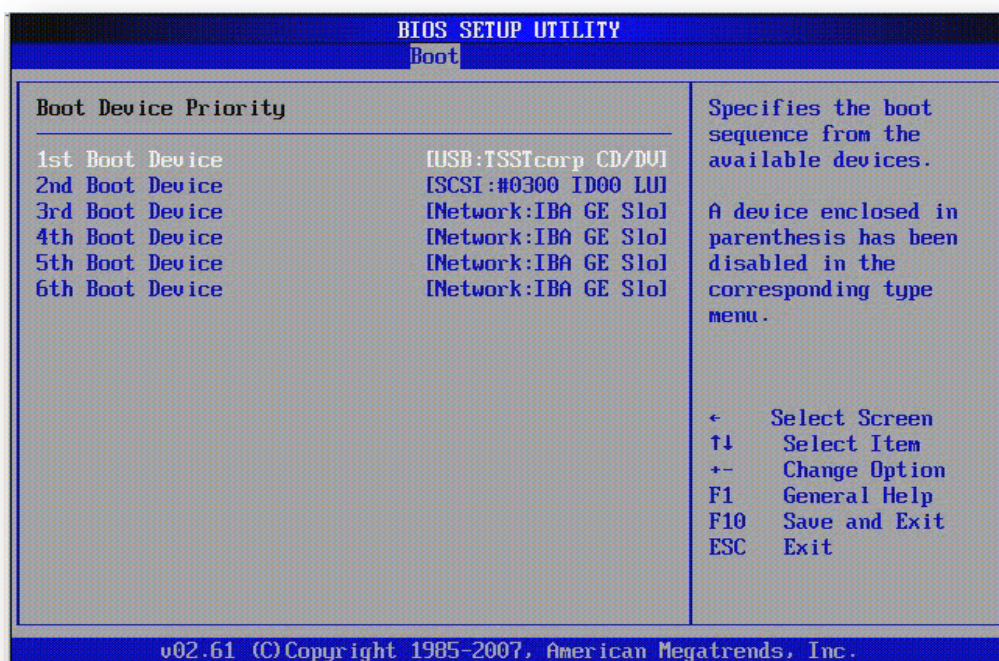 BIOS SETUP UTILITY
Boot
Boot Device Priority
1st Boot Device [USB:TSSTcorp CD/DV]
2nd Boot Device [SCSI:#0300 ID00 LU]
3rd Boot Device [Network:IBA GE Slo]
4th Boot Device [Network:IBA GE Slo]
5th Boot Device [Network:IBA GE Slo]
6th Boot Device [Network:IBA GE Slo]
Specifies the boot
sequence from the
available devices.
A device enclosed in
parenthesis has been
disabled in the
corresponding type
menu.
← Select Screen
↑↓ Select Item
+- Change Option
F1 General Help
F10 Save and Exit
ESC Exit
v02.61 (C)Copyright 1985-2007, American Megatrends, Inc.